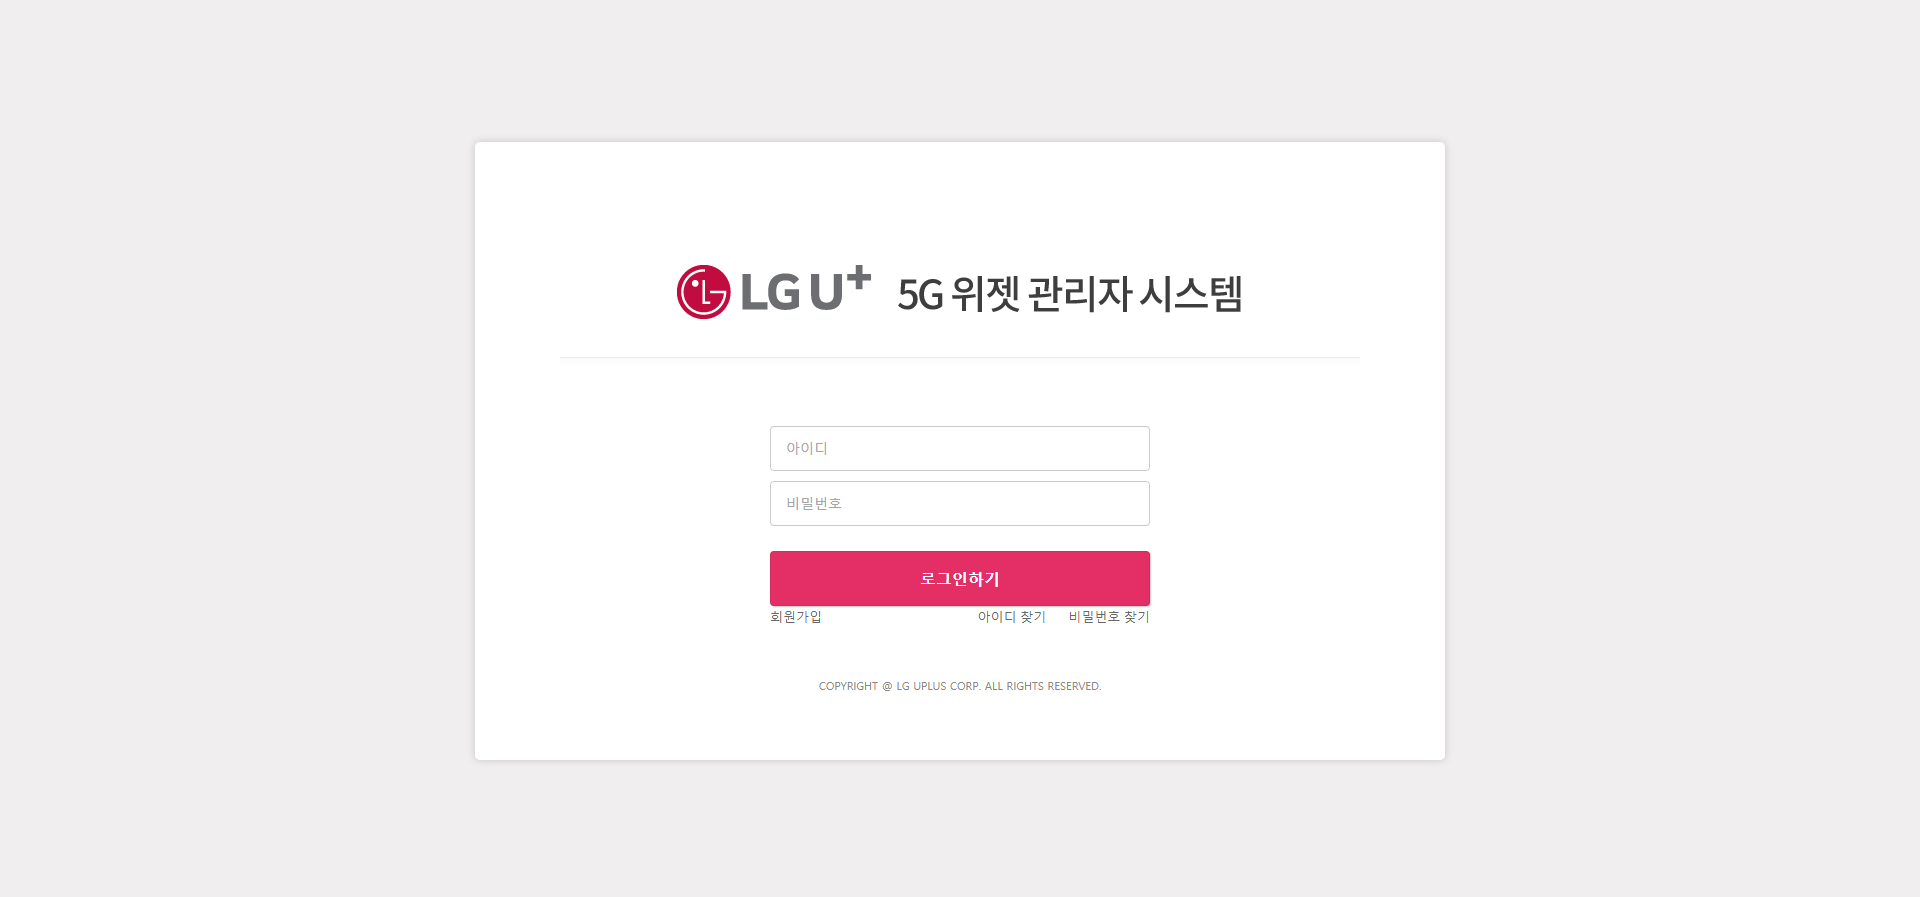 LG U+ 5G 위젯 관리자 시스템
아이디
비밀번호
로그인하기
회원가입 아이디 찾기 비밀번호 찾기
COPYRIGHT @ LG UPLUS CORP. ALL RIGHTS RESERVED.